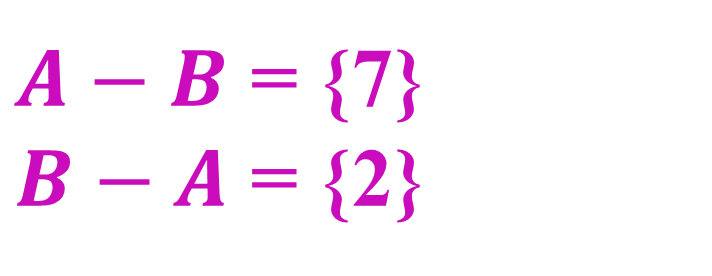 A − B = {7}
B − A = {2}